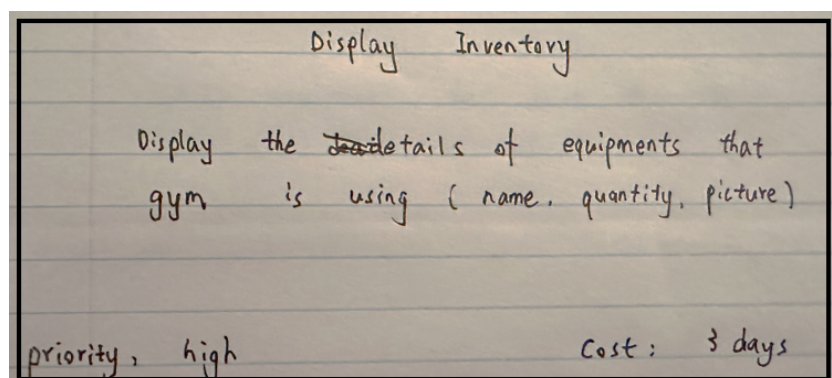 Display Inventory
Display the details of equipments that
gym is using ( name, quantity, picture)
priority, high
Cost: 3 days